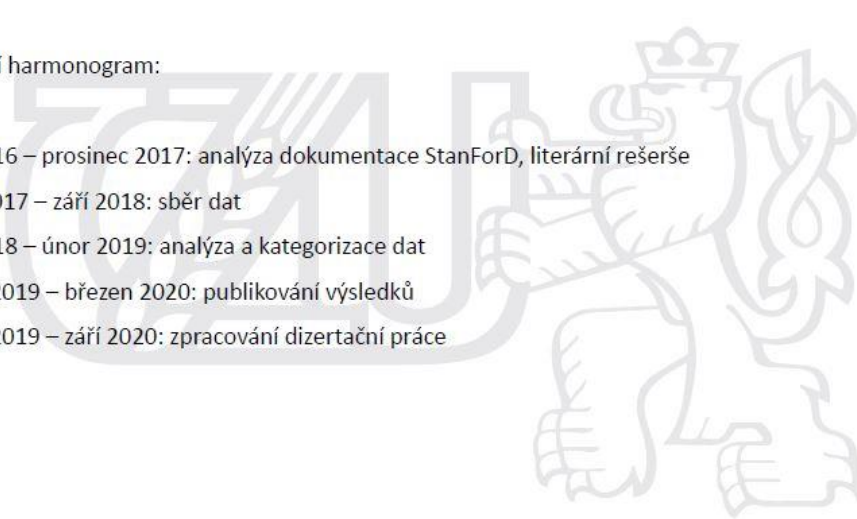 í harmonogram:
16 – prosinec 2017: analýza dokumentace StanForD, literární rešerše
017 – září 2018: sběr dat
18 – únor 2019: analýza a kategorizace dat
2019 – březen 2020: publikování výsledků
2019 – září 2020: zpracování dizertační práce